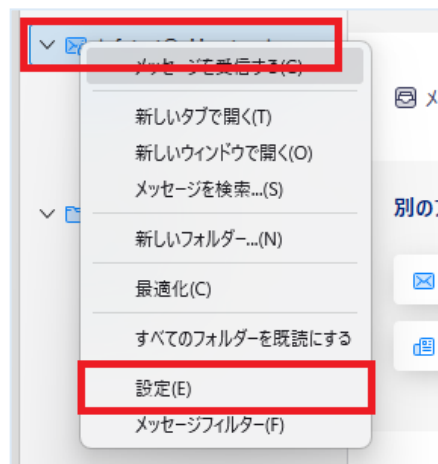 メッセージを受信する(G)
新しいタブで開く(T)
新しいウィンドウで開く(O)
メッセージを検索...(S)
別の
新しいフォルダー...(N)
最適化(C)
すべてのフォルダーを既読にする
設定(E)
メッセージフィルター(F)